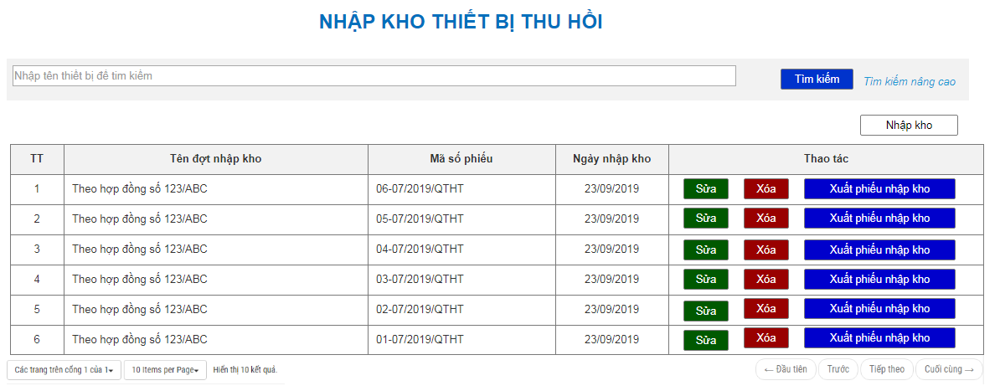 NHẬP KHO THIẾT BỊ THU HỒI
Nhập tên thiết bị để tìm kiếm
Tìm kiếm
Tìm kiếm nâng cao
Nhập kho
TT Tên đợt nhập kho Mã số phiếu Ngày nhập kho Thao tác
1 Theo hợp đồng số 123/ABC 06-07/2019/QTHT 23/09/2019 Sửa Xóa Xuất phiếu nhập kho
2 Theo hợp đồng số 123/ABC 05-07/2019/QTHT 23/09/2019 Sửa Xóa Xuất phiếu nhập kho
3 Theo hợp đồng số 123/ABC 04-07/2019/QTHT 23/09/2019 Sửa Xóa Xuất phiếu nhập kho
4 Theo hợp đồng số 123/ABC 03-07/2019/QTHT 23/09/2019 Sửa Xóa Xuất phiếu nhập kho
5 Theo hợp đồng số 123/ABC 02-07/2019/QTHT 23/09/2019 Sửa Xóa Xuất phiếu nhập kho
6 Theo hợp đồng số 123/ABC 01-07/2019/QTHT 23/09/2019 Sửa Xóa Xuất phiếu nhập kho
Các trang trên cổng 1 của 1 10 Items per Page Hiển thị 10 kết quả. ← Đầu tiên Trước Tiếp theo Cuối cùng →